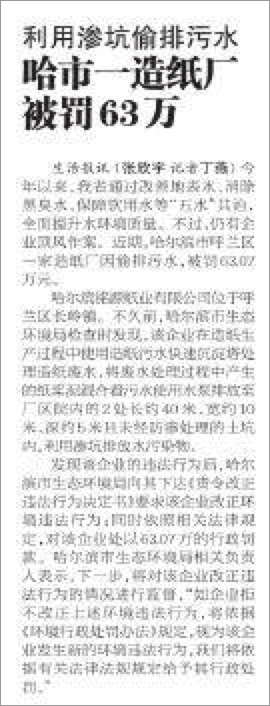 利用渗坑偷排污水
哈市一造纸厂
被罚63万
生活报讯（张欣宇 记者丁燕）今
年以来，我省通过改善地表水、消除
黑臭水、保障饮用水等“五水”共治，
全面提升水环境质量。不过，仍有企
业顶风作案。近期，哈尔滨市呼兰区
一家造纸厂因偷排污水，被罚63.07
万元。
哈尔滨铭源纸业有限公司位于呼
兰区长岭镇。不久前，哈尔滨市生态
环境局检查时发现，该企业在造纸生
产过程中使用造纸污水快速沉淀塔处
理造纸废水，将废水处理过程中产生
的纸浆泥混合着污水使用水泵排放至
厂区院内的2处长约40米、宽约10
米、深约5米且未经防渗处理的土坑
内，利用渗坑排放水污染物。
发现该企业的违法行为后，哈尔
滨市生态环境局向其下达《责令改正
违法行为决定书》要求该企业改正环
境违法行为；同时依照相关法律规
定，对该企业处以63.07万的行政罚
款。哈尔滨市生态环境局相关负责
人表示，下一步，将对该企业改正违
法行为的情况进行监督，“如企业拒
不改正上述环境违法行为，将依据
《环境行政处罚办法》规定，视为该企
业发生新的环境违法行为，我们将依
据有关法律法规规定给予其行政处
罚。”